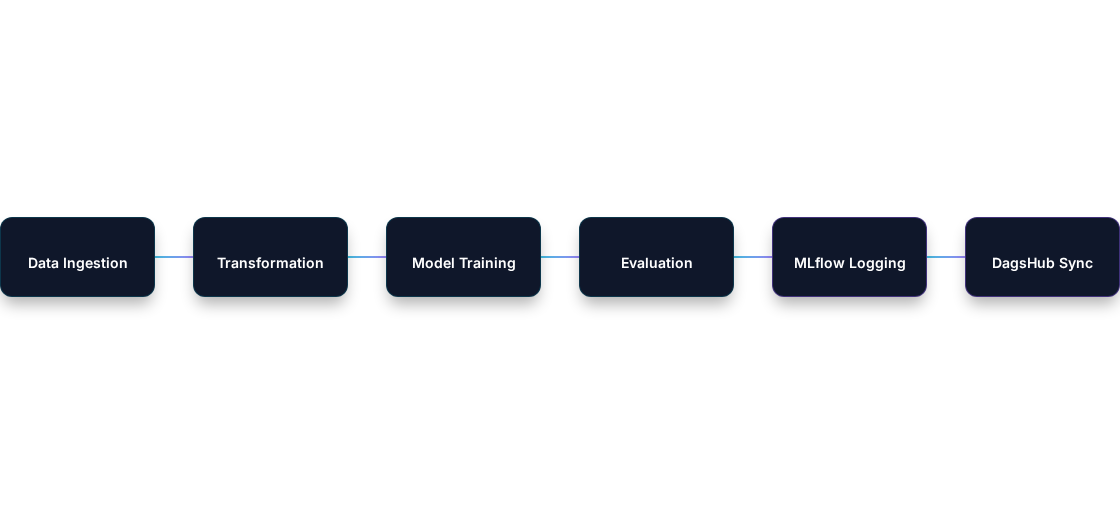 Data Ingestion
Transformation
Model Training
Evaluation
MLflow Logging
DagsHub Sync